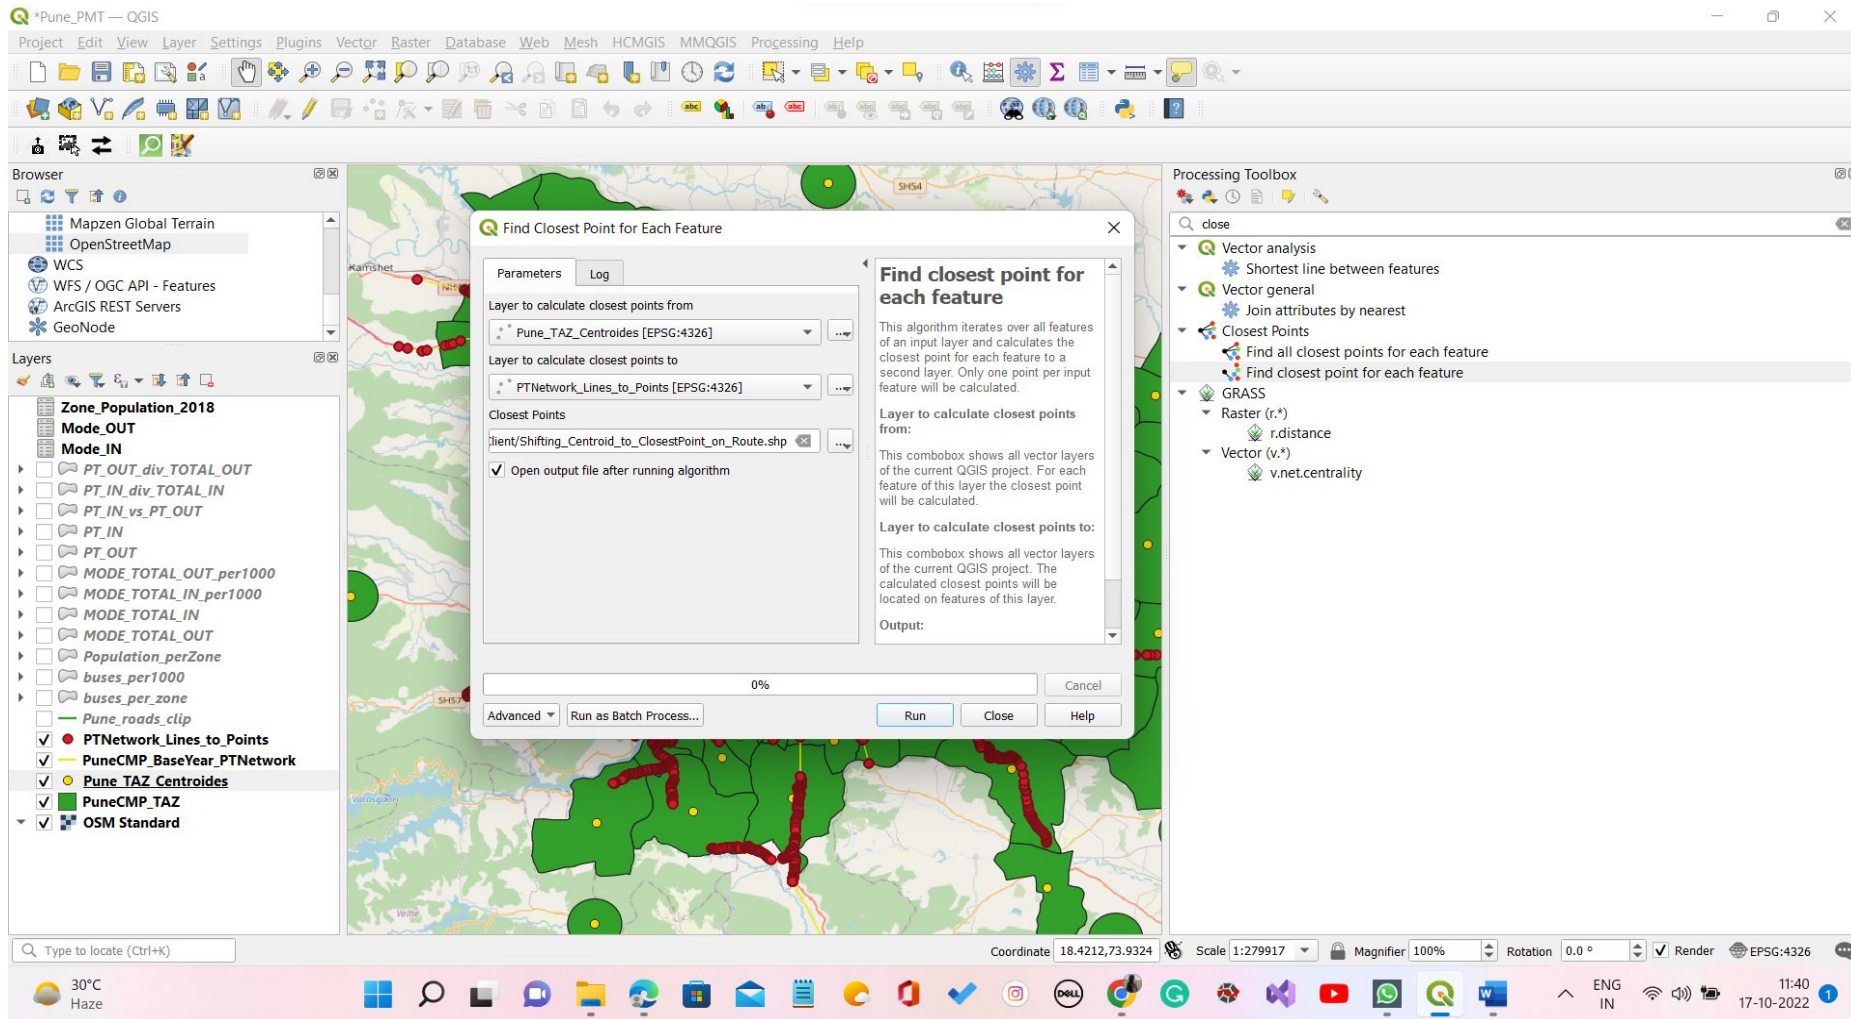 *Pune_PMT — QGIS
Project Edit View Layer Settings Plugins Vector Raster Database Web Mesh HCMGIS MMQGIS Processing Help
Browser
Mapzen Global Terrain
OpenStreetMap
WCS
WFS / OGC API - Features
ArcGIS REST Servers
GeoNode
Layers
Zone_Population_2018
Mode_OUT
Mode_IN
PT_OUT_div_TOTAL_OUT
PT_IN_div_TOTAL_IN
PT_IN_vs_PT_OUT
PT_IN
PT_OUT
MODE_TOTAL_OUT_per1000
MODE_TOTAL_IN_per1000
MODE_TOTAL_IN
MODE_TOTAL_OUT
Population_perZone
buses_per1000
buses_per_zone
Pune_roads_clip
PTNetwork_Lines_to_Points
PuneCMP_BaseYear_PTNetwork
Pune_TAZ_Centroides
PuneCMP_TAZ
OSM Standard
Kamshet
SH54
SH57
Find Closest Point for Each Feature
Parameters
Log
Layer to calculate closest points from
Pune_TAZ_Centroides [EPSG:4326]
Layer to calculate closest points to
PTNetwork_Lines_to_Points [EPSG:4326]
Closest Points
lient/Shifting_Centroid_to_ClosestPoint_on_Route.shp
Open output file after running algorithm
Find closest point for
each feature
This algorithm iterates over all features
of an input layer and calculates the
closest point for each feature to a
second layer. Only one point per input
feature will be calculated.
Layer to calculate closest points
from:
This combobox shows all vector layers
of the current QGIS project. For each
feature of this layer the closest point
will be calculated.
Layer to calculate closest points to:
This combobox shows all vector layers
of the current QGIS project. The
calculated closest points will be
located on features of this layer.
Output:
0%
Cancel
Advanced
Run as Batch Process...
Run
Close
Help
Processing Toolbox
close
Vector analysis
Shortest line between features
Vector general
Join attributes by nearest
Closest Points
Find all closest points for each feature
Find closest point for each feature
GRASS
Raster (r.*)
r.distance
Vector (v.*)
v.net.centrality
Type to locate (Ctrl+K)
Coordinate 18.4212,73.9324
Scale 1:279917
Magnifier 100%
Rotation 0.0 °
Render
EPSG:4326
30°C
Haze
DELL
ENG
IN
11:40
17-10-2022
1